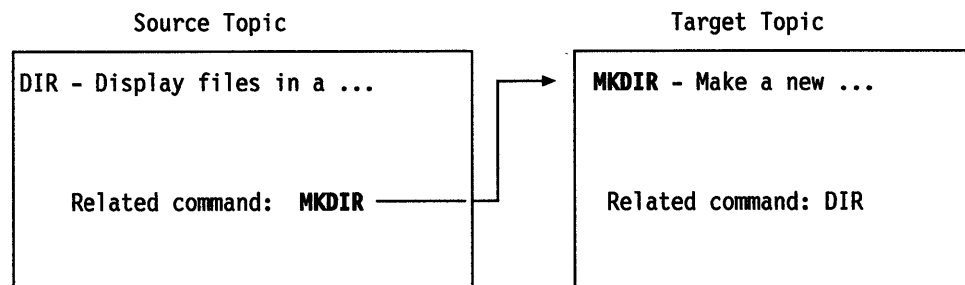 Source Topic
DIR - Display files in a ...
Related command: MKDIR
Target Topic
MKDIR - Make a new ...
Related command: DIR